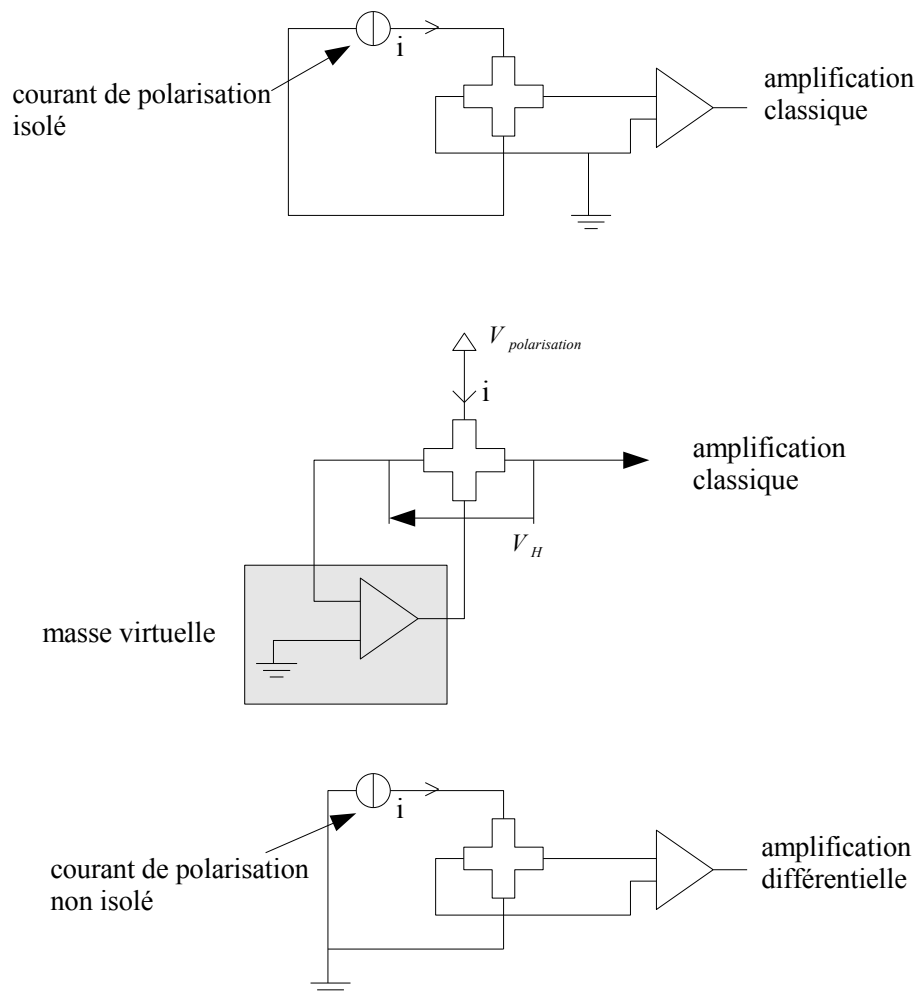 i
courant de polarisation
isolé
amplification
classique
V polarisation
i
amplification
classique
V H
masse virtuelle
i
courant de polarisation
non isolé
amplification
différentielle